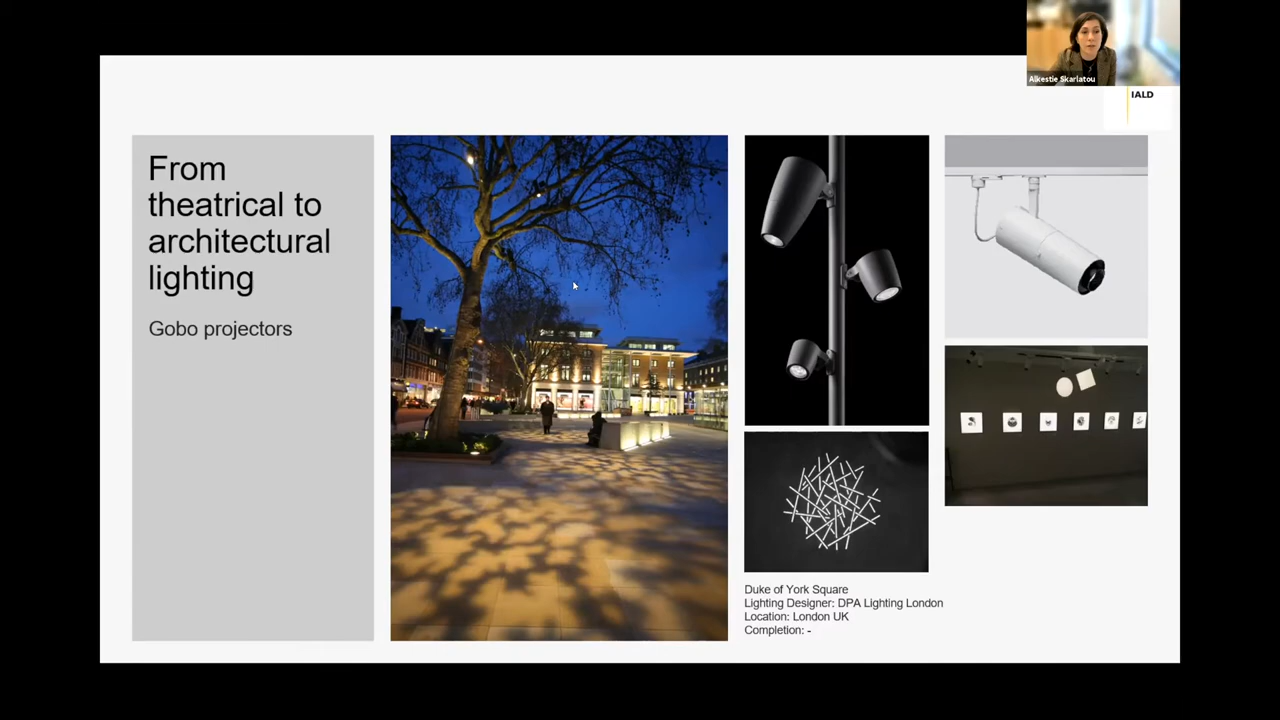 Alkestie Skarlatou
IALD
From
theatrical to
architectural
lighting
Gobo projectors
Duke of York Square
Lighting Designer: DPA Lighting London
Location: London UK
Completion: -